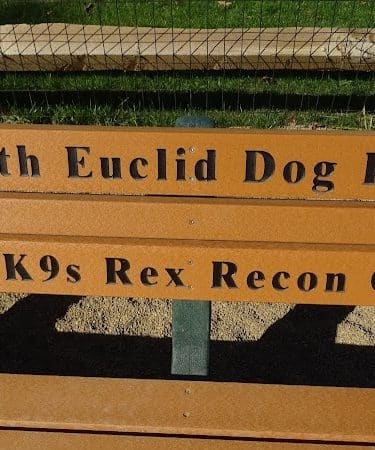 th Euclid Dog
K9s Rex Recon